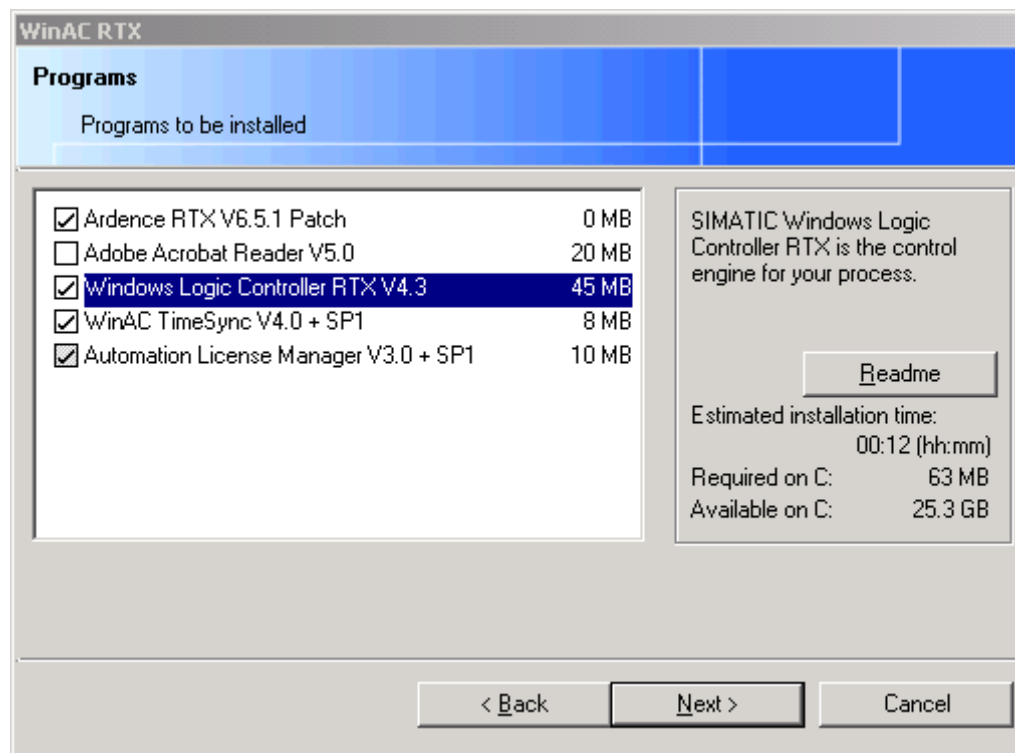 WinAC RTX
Programs
Programs to be installed
Ardence RTX V6.5.1 Patch 0 MB
Adobe Acrobat Reader V5.0 20 MB
Windows Logic Controller RTX V4.3 45 MB
WinAC TimeSync V4.0 + SP1 8 MB
Automation License Manager V3.0 + SP1 10 MB
SIMATIC Windows Logic
Controller RTX is the control
engine for your process.
Readme
Estimated installation time:
00:12 (hh:mm)
Required on C: 63 MB
Available on C: 25.3 GB
< Back Next > Cancel